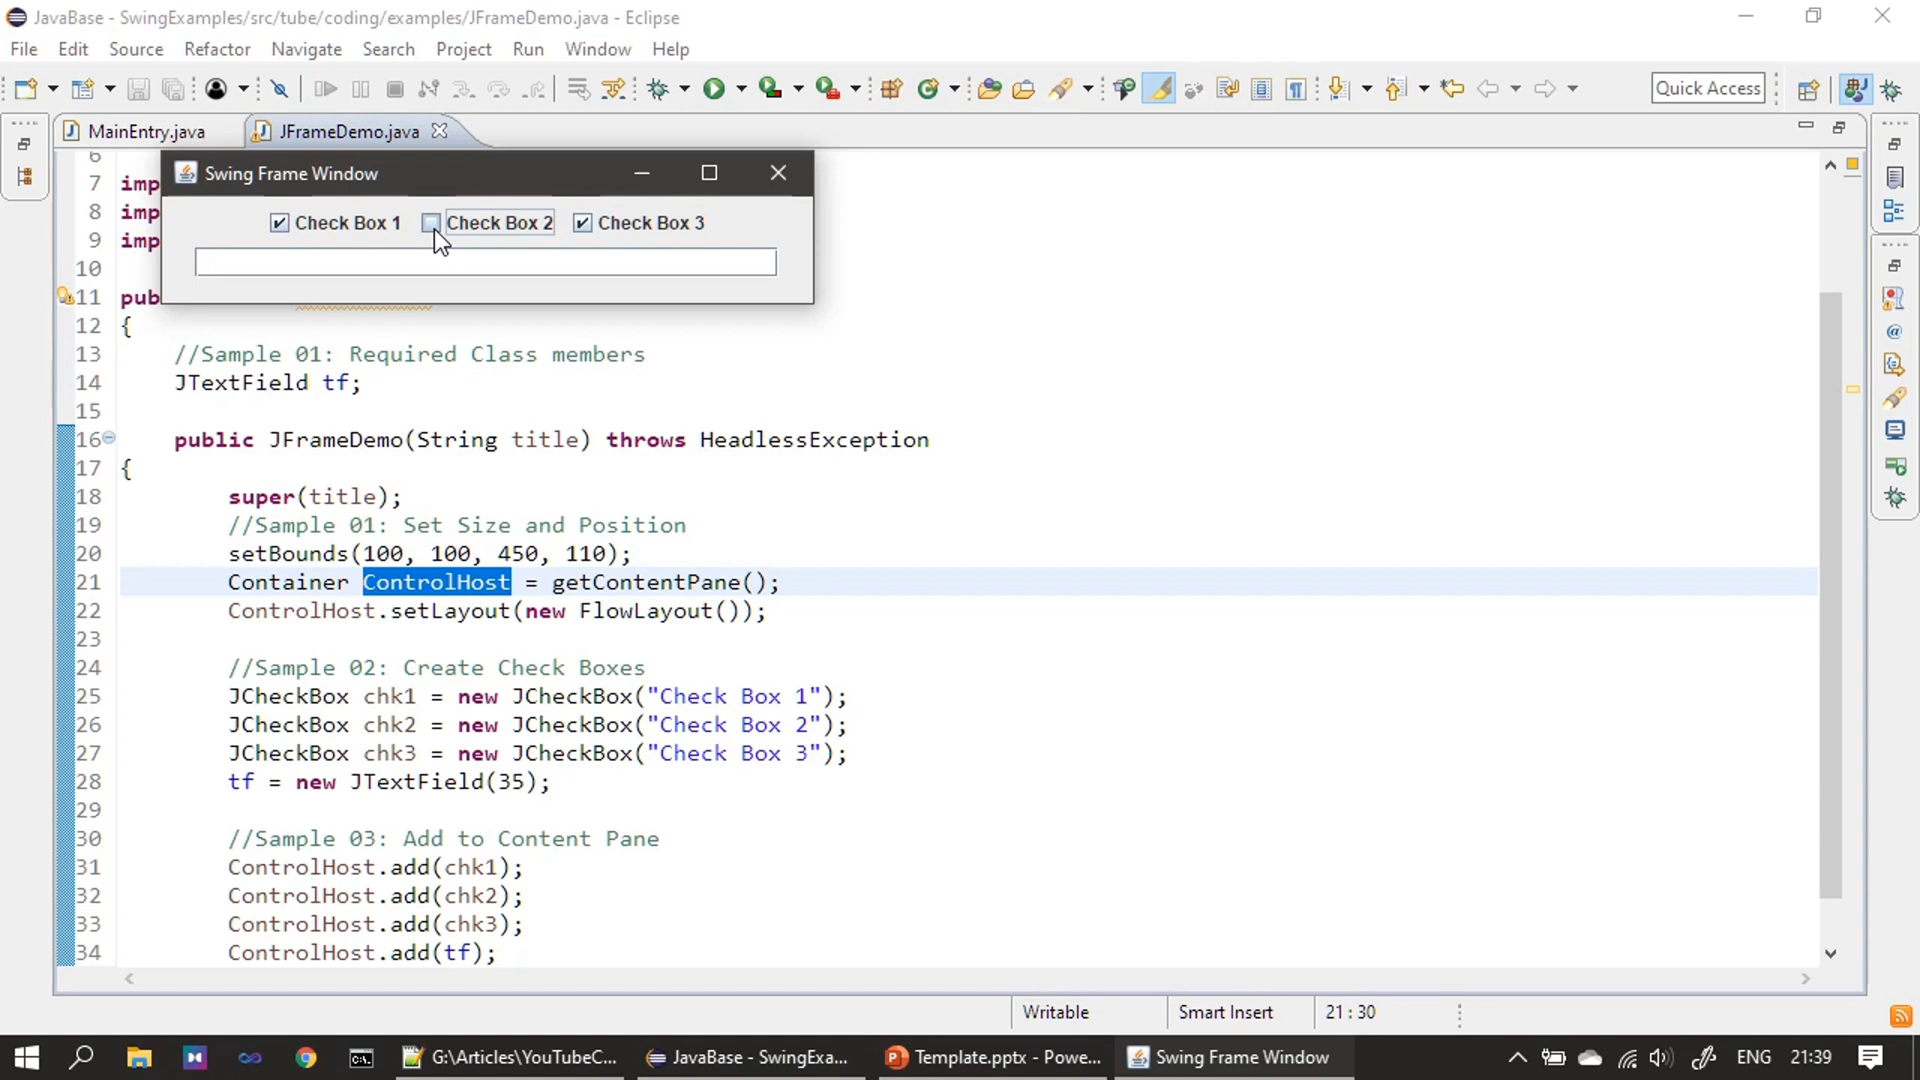 JavaBase - SwingExamples/src/tube/coding/examples/JFrameDemo.java - Eclipse
File Edit Source Refactor Navigate Search Project Run Window Help
Quick Access
MainEntry.java JFrameDemo.java
Swing Frame Window
Check Box 1 Check Box 2 Check Box 3
6
7 imp
8 imp
9 imp
10
11 pub
12 {
13 //Sample 01: Required Class members
14 JTextField tf;
15
16 public JFrameDemo(String title) throws HeadlessException
17 {
18 super(title);
19 //Sample 01: Set Size and Position
20 setBounds(100, 100, 450, 110);
21 Container ControlHost = getContentPane();
22 ControlHost.setLayout(new FlowLayout());
23
24 //Sample 02: Create Check Boxes
25 JCheckBox chk1 = new JCheckBox("Check Box 1");
26 JCheckBox chk2 = new JCheckBox("Check Box 2");
27 JCheckBox chk3 = new JCheckBox("Check Box 3");
28 tf = new JTextField(35);
29
30 //Sample 03: Add to Content Pane
31 ControlHost.add(chk1);
32 ControlHost.add(chk2);
33 ControlHost.add(chk3);
34 ControlHost.add(tf);
Writable Smart Insert 21 : 30
G:\Articles\YouTubeC... JavaBase - SwingExa... Template.pptx - Powe... Swing Frame Window ENG 21:39